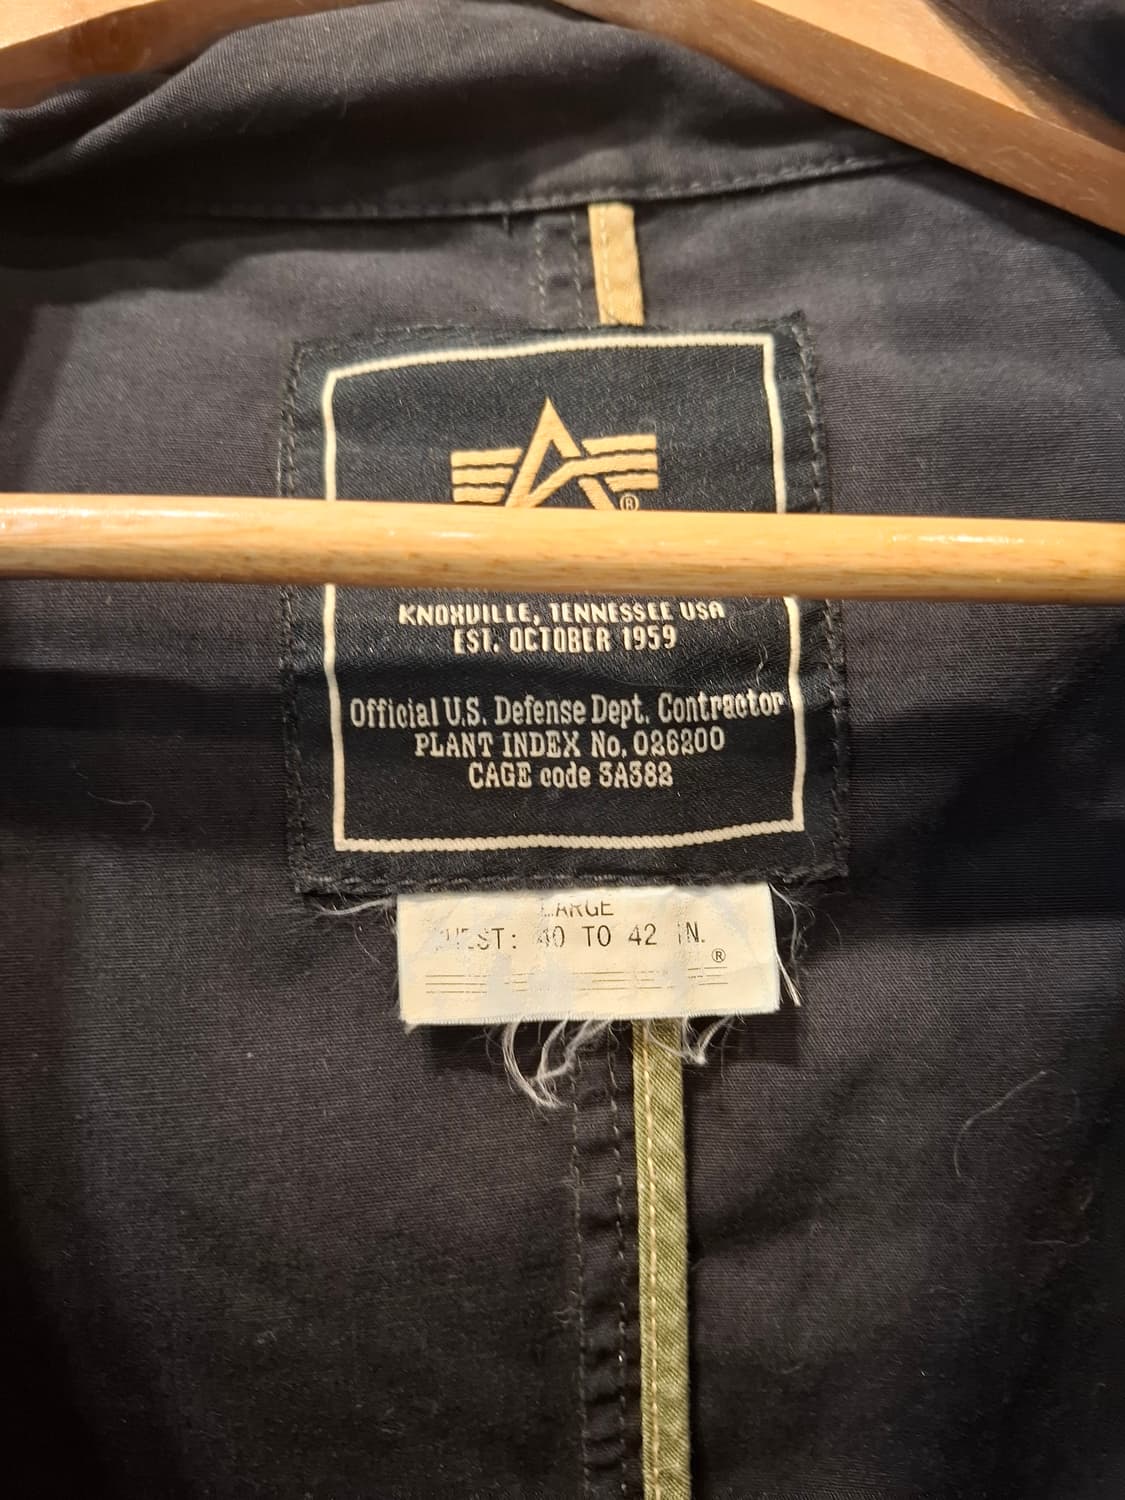 ®
KNOXVILLE, TENNESSEE USA
EST. OCTOBER 1959
Official U.S. Defense Dept. Contractor
PLANT INDEX No. 026200
CAGE code 3A382
LARGE
CHEST: 40 TO 42 IN.
®